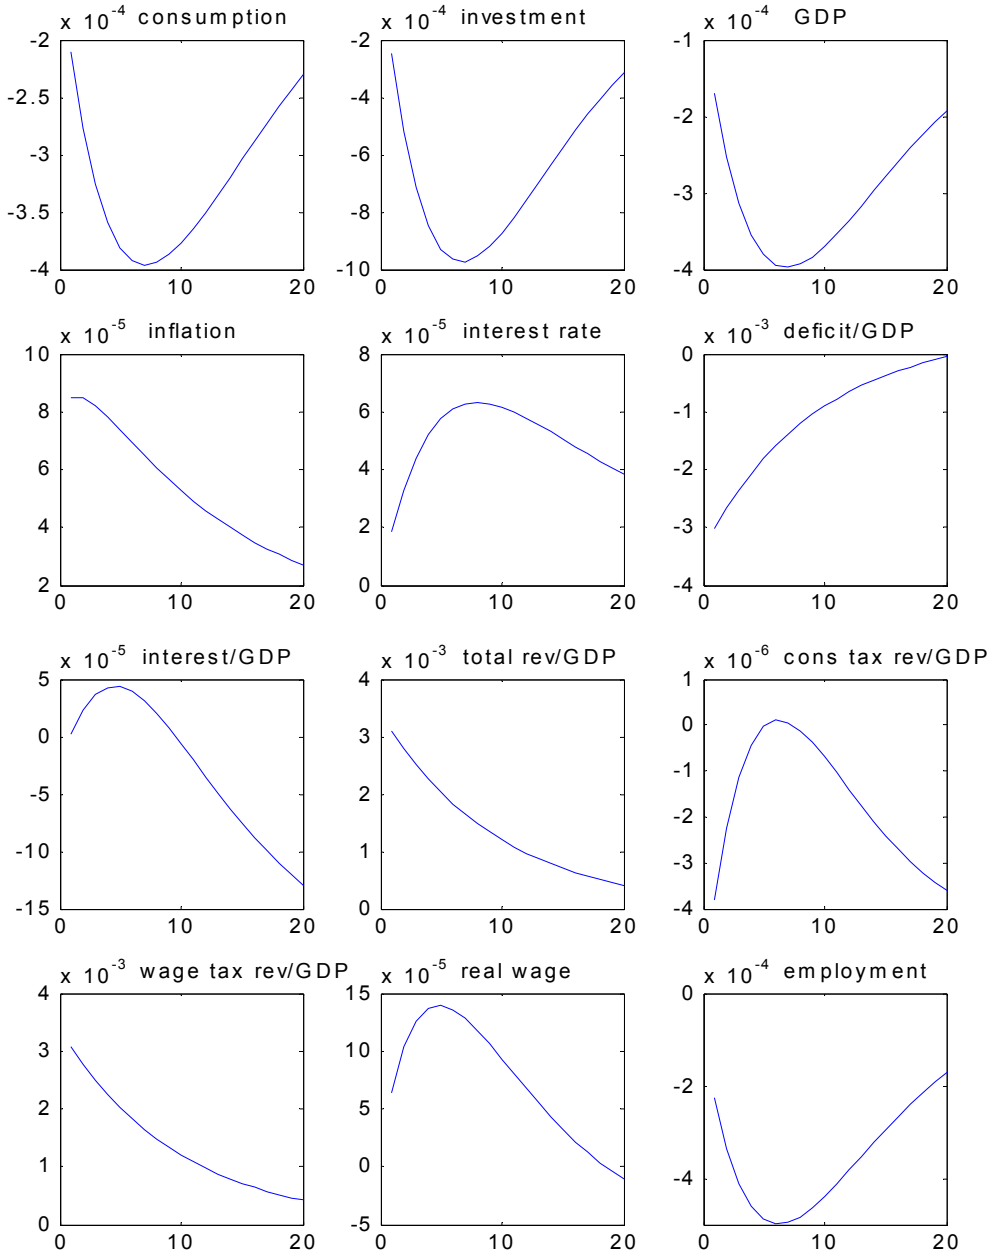 x 10-4 consumption
-2
-2.5
-3
-3.5
-4
0 10 20
x 10-4 investment
-2
-4
-6
-8
-10
0 10 20
x 10-4 GDP
-1
-2
-3
-4
0 10 20
x 10-5 inflation
10
8
6
4
2
0 10 20
x 10-5 interest rate
8
6
4
2
0
0 10 20
x 10-3 deficit/GDP
0
-1
-2
-3
-4
0 10 20
x 10-5 interest/GDP
5
0
-5
-10
-15
0 10 20
x 10-3 total rev/GDP
4
3
2
1
0
0 10 20
x 10-6 cons tax rev/GDP
1
0
-1
-2
-3
-4
0 10 20
x 10-3 wage tax rev/GDP
4
3
2
1
0
0 10 20
x 10-5 real wage
15
10
5
0
-5
0 10 20
x 10-4 employment
0
-2
-4
0 10 20